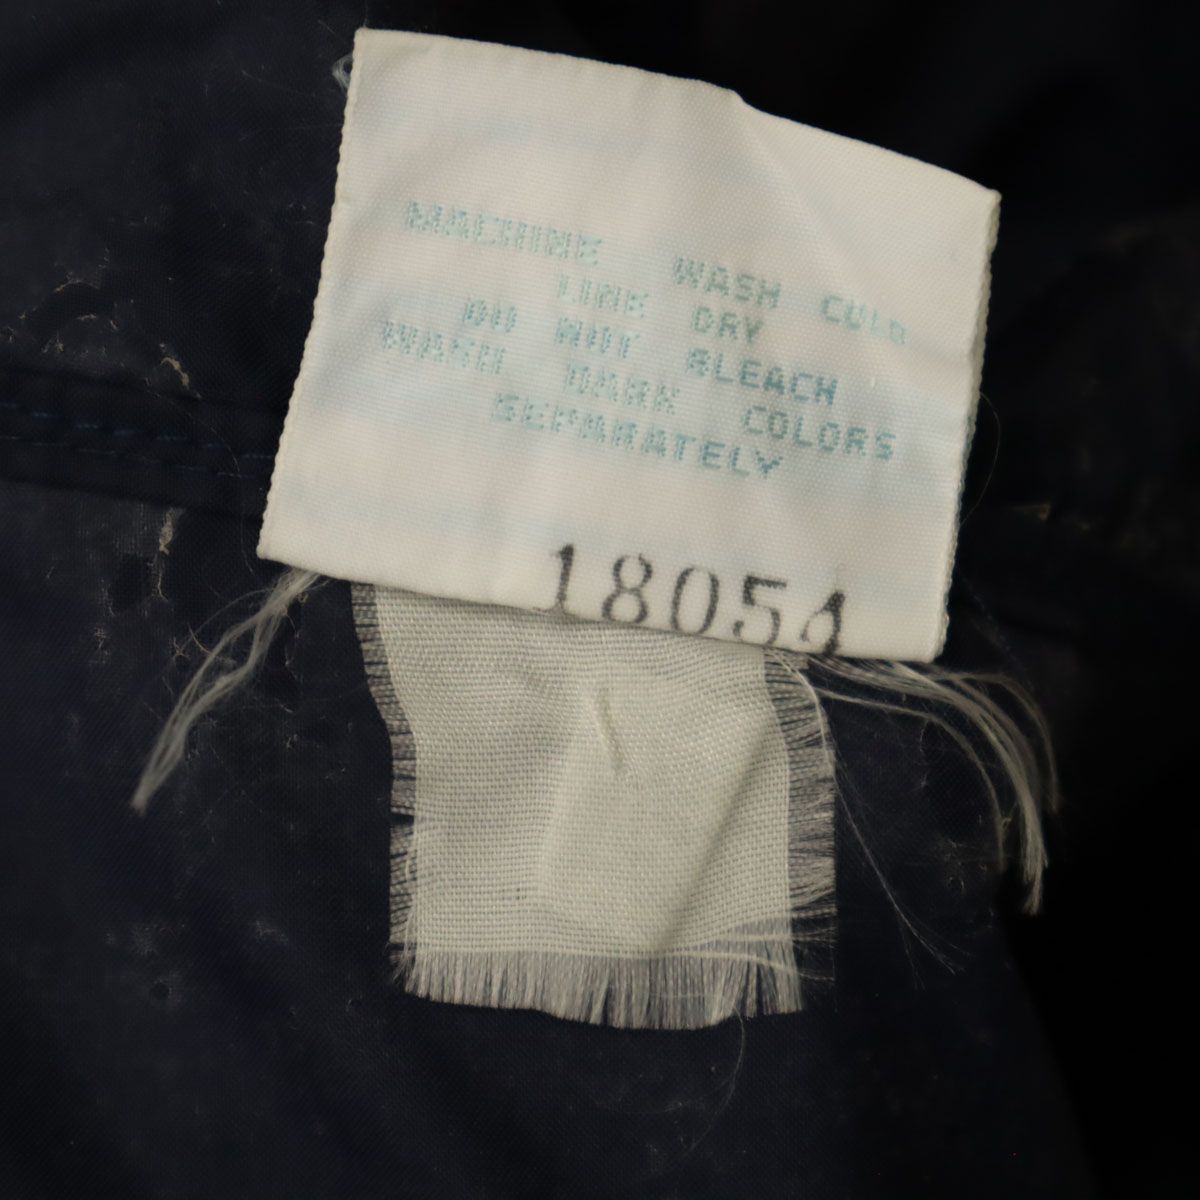 MACHINE WASH COLD
LINE DRY
DO NOT BLEACH
WASH DARK COLORS
SEPARATELY
18054